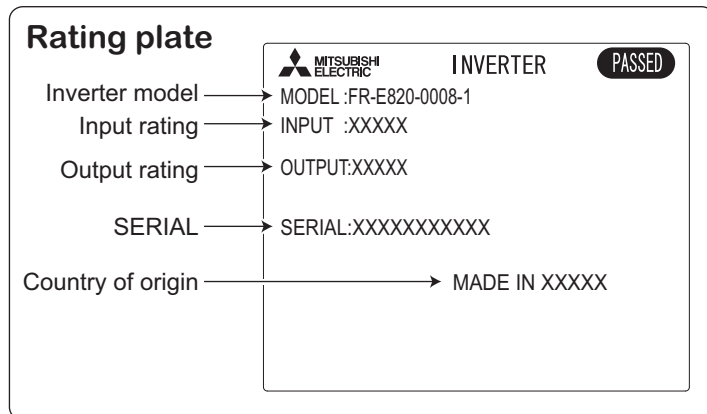 Rating plate
MITSUBISHI
ELECTRIC
INVERTER
PASSED
Inverter model
MODEL :FR-E820-0008-1
Input rating
INPUT :XXXXX
Output rating
OUTPUT:XXXXX
SERIAL
SERIAL:XXXXXXXXXXX
Country of origin
MADE IN XXXXX